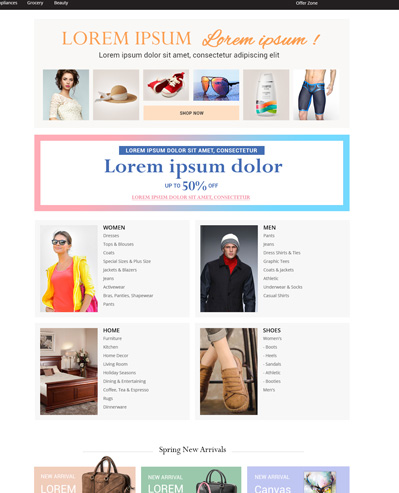 ppliances Grocery Beauty Offer Zone
LOREM IPSUM Lorem ipsum !
Lorem ipsum dolor sit amet, consectetur adipiscing elit
SHOP NOW
LOREM IPSUM DOLOR SIT AMET, CONSECTETUR
Lorem ipsum dolor
UP TO 50% OFF
LOREM IPSUM DOLOR SIT AMET, CONSECTETUR
WOMEN
Dresses
Tops & Blouses
Coats
Special Sizes & Plus Size
Jackets & Blazers
Jeans
Activewear
Bras, Panties, Shapewear
Pants
MEN
Pants
Jeans
Dress Shirts & Ties
Graphic Tees
Coats & Jackets
Athletic
Underwear & Socks
Casual Shirts
HOME
Furniture
Kitchen
Home Decor
Living Room
Holiday Seasons
Dining & Entertaining
Coffee, Tea & Espresso
Rugs
Dinnerware
SHOES
Women's
- Boots
- Heels
- Sandals
- Athletic
- Booties
Men's
Spring New Arrivals
NEW ARRIVAL
LOREM
NEW ARRIVAL
LOREM
NEW ARRIVAL
Canvas